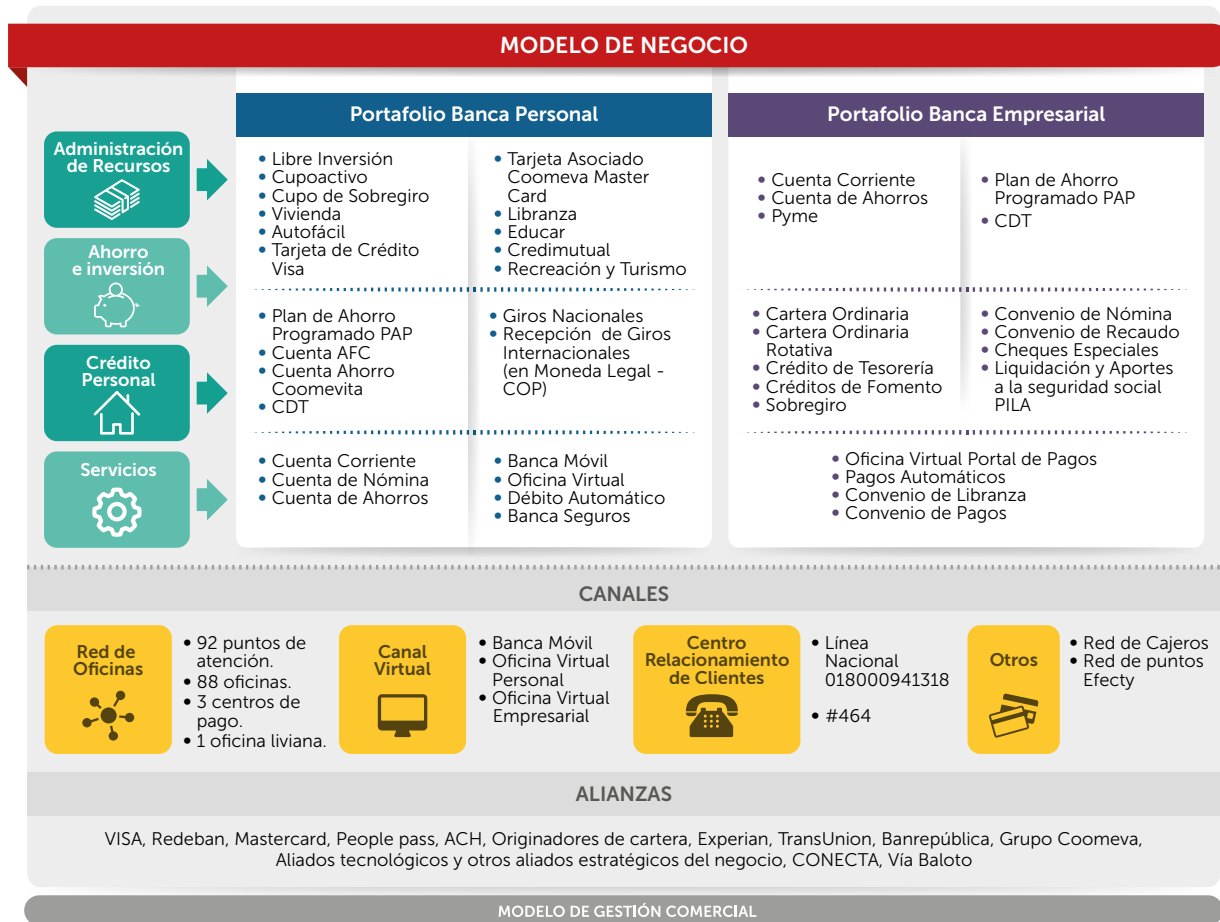 MODELO DE NEGOCIO
Portafolio Banca Personal
Portafolio Banca Empresarial
Administración
de Recursos
Ahorro
e inversión
Crédito
Personal
Servicios
• Libre Inversión
• Cupoactivo
• Cupo de Sobregiro
• Vivienda
• Autofácil
• Tarjeta de Crédito
Visa
• Tarjeta Asociado
Coomeva Master
Card
• Libranza
• Educar
• Credimutual
• Recreación y Turismo
• Plan de Ahorro
Programado PAP
• Cuenta AFC
• Cuenta Ahorro
Coomevita
• CDT
• Giros Nacionales
• Recepción de Giros
Internacionales
(en Moneda Legal -
COP)
• Cuenta Corriente
• Cuenta de Nómina
• Cuenta de Ahorros
• Banca Móvil
• Oficina Virtual
• Débito Automático
• Banca Seguros
• Cuenta Corriente
• Cuenta de Ahorros
• Pyme
• Plan de Ahorro
Programado PAP
• CDT
• Cartera Ordinaria
• Cartera Ordinaria
Rotativa
• Crédito de Tesorería
• Créditos de Fomento
• Sobregiro
• Convenio de Nómina
• Convenio de Recaudo
• Cheques Especiales
• Liquidación y Aportes
a la seguridad social
PILA
• Oficina Virtual Portal de Pagos
• Pagos Automáticos
• Convenio de Libranza
• Convenio de Pagos
CANALES
Red de
Oficinas
• 92 puntos de
atención.
• 88 oficinas.
• 3 centros de
pago.
• 1 oficina liviana.
Canal
Virtual
• Banca Móvil
• Oficina Virtual
Personal
• Oficina Virtual
Empresarial
Centro
Relacionamiento
de Clientes
• Línea
Nacional
018000941318
• #464
Otros
• Red de Cajeros
• Red de puntos
Efecty
ALIANZAS
VISA, Redeban, Mastercard, People pass, ACH, Originadores de cartera, Experian, TransUnion, Banrepública, Grupo Coomeva,
Aliados tecnológicos y otros aliados estratégicos del negocio, CONECTA, Vía Baloto
MODELO DE GESTIÓN COMERCIAL